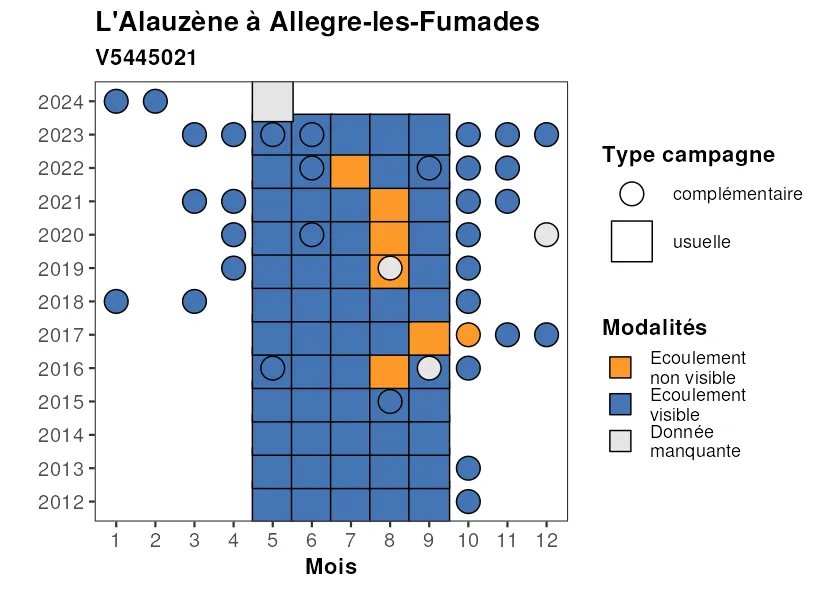 L'Alauzène à Allegre-les-Fumades
V5445021
2024
2023
2022
2021
2020
2019
2018
2017
2016
2015
2014
2013
2012
1 2 3 4 5 6 7 8 9 10 11 12
Mois
Type campagne
complémentaire
usuelle
Modalités
Ecoulement
non visible
Ecoulement
visible
Donnée
manquante